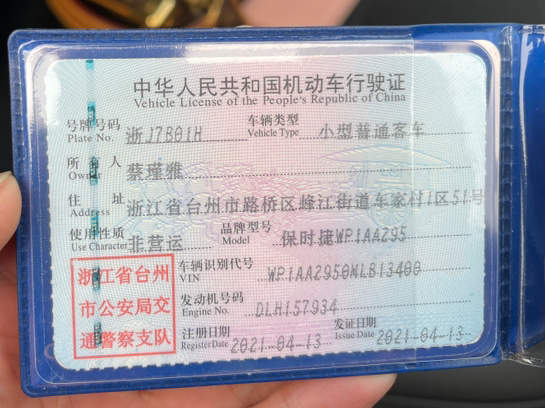 中华人民共和国机动车行驶证
Vehicle License of the People's Republic of China
号牌号码 浙J7B01H 车辆类型 小型普通客车
Plate No. Vehicle Type
所有人 蔡瑾雅
Owner
住址 浙江省台州市路桥区峰江街道车家村1区51号
Address
使用性质 非营运 品牌型号 保时捷WP1AA295
Use Character Model
浙江省台州
市公安局交
通警察支队
车辆识别代号 WP1AA2950NLB13400
VIN
发动机号码 DLH157934
Engine No.
注册日期 2021-04-13 发证日期 2021-04-13
Register Date Issue Date